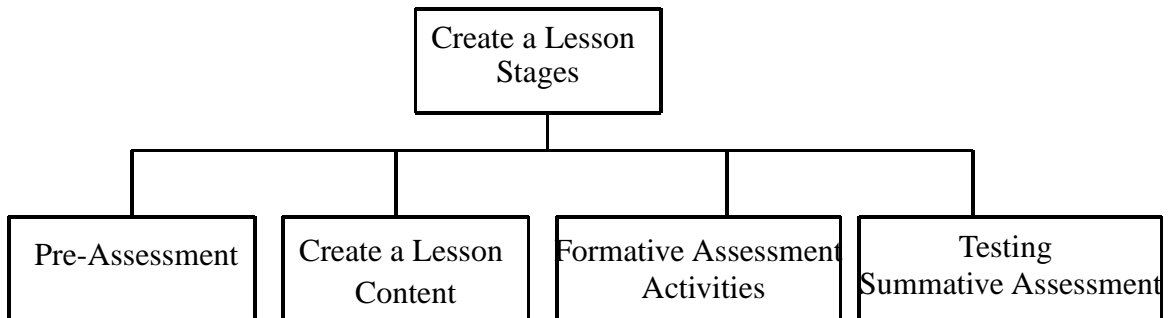 Create a Lesson
Stages
Pre-Assessment
Create a Lesson
Content
Formative Assessment
Activities
Testing
Summative Assessment